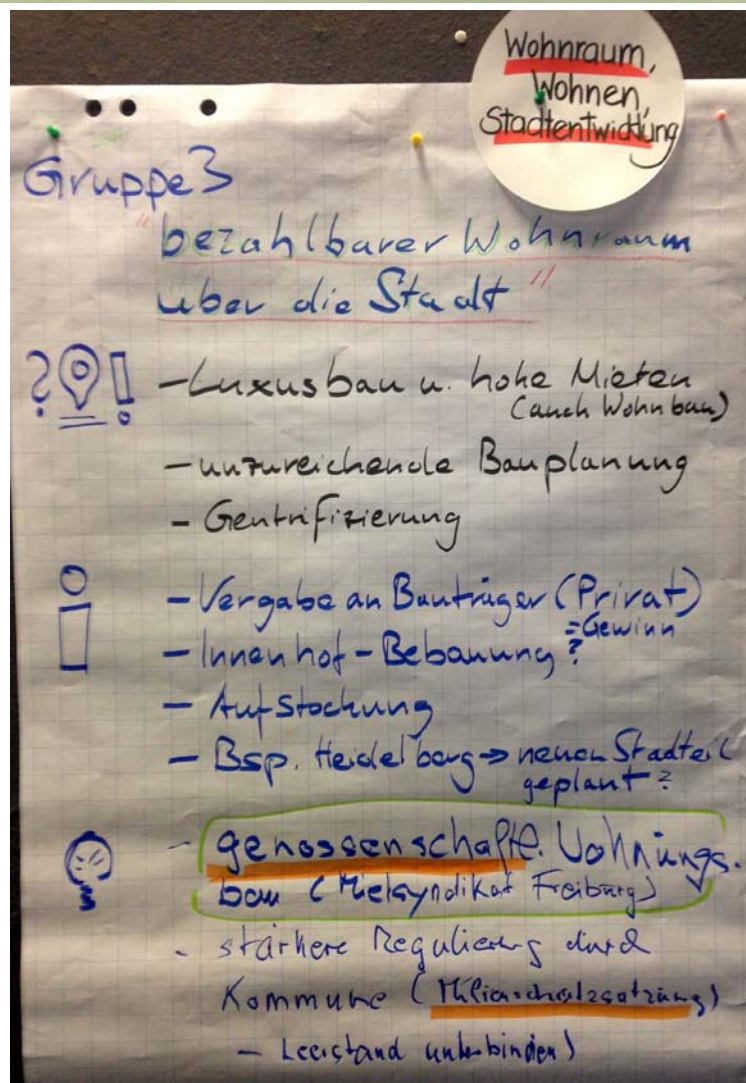 Wohnraum,
Wohnen,
Stadtentwicklung
Gruppe 3
"bezahlbarer Wohnraum
über die Stadt"
?!
- Luxusbau u. hohe Mieten
(auch Wohnbau)
- unzureichende Bauplanung
- Gentrifizierung
i
- Vergabe an Bauträger (Privat)
= Gewinn
- Innenhof-Bebauung ?
- Aufstockung
- Bsp. Heidelberg → neuen Stadteil
geplant?
- genossenschaftl. Wohnungs.
bau (Mietsyndikat Freiburg)
- stärkere Regulierung durch
Kommune (Milieuschutzsatzung)
- Leerstand unterbinden)